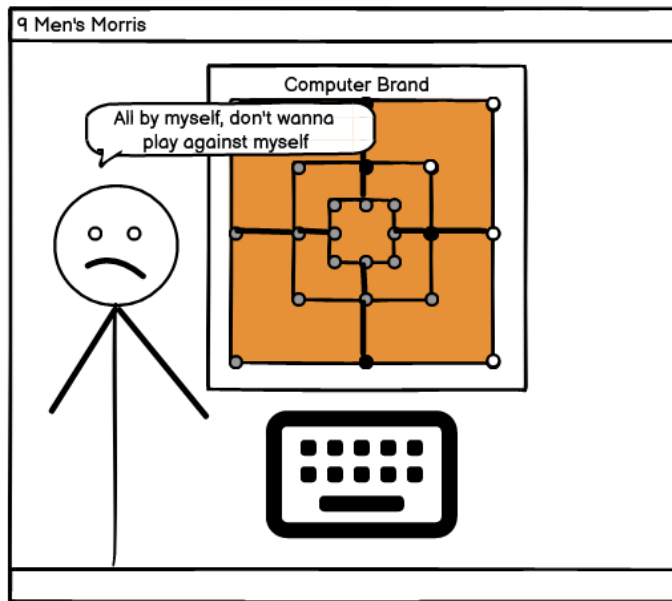 9 Men's Morris
Computer Brand
All by myself, don't wanna
play against myself